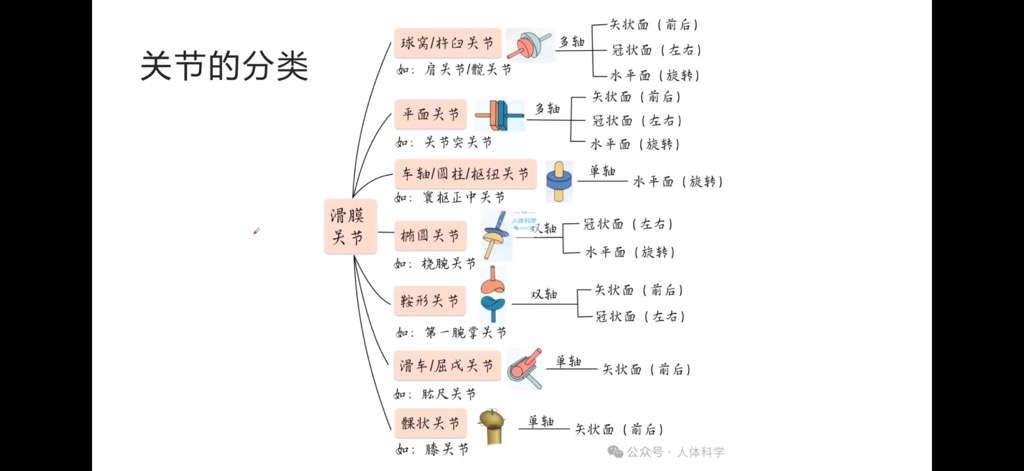 关节的分类
滑膜
关节
球窝/杵臼关节
如：肩关节/髋关节
多轴
矢状面（前后）
冠状面（左右）
水平面（旋转）
平面关节
如：关节突关节
多轴
矢状面（前后）
冠状面（左右）
水平面（旋转）
车轴/圆柱/枢纽关节
如：寰枢正中关节
单轴
水平面（旋转）
椭圆关节
如：桡腕关节
人体科学
双轴
冠状面（左右）
水平面（旋转）
鞍形关节
如：第一腕掌关节
双轴
矢状面（前后）
冠状面（左右）
滑车/屈戍关节
如：肱尺关节
单轴
矢状面（前后）
髁状关节
如：膝关节
单轴
矢状面（前后）
公众号·人体科学